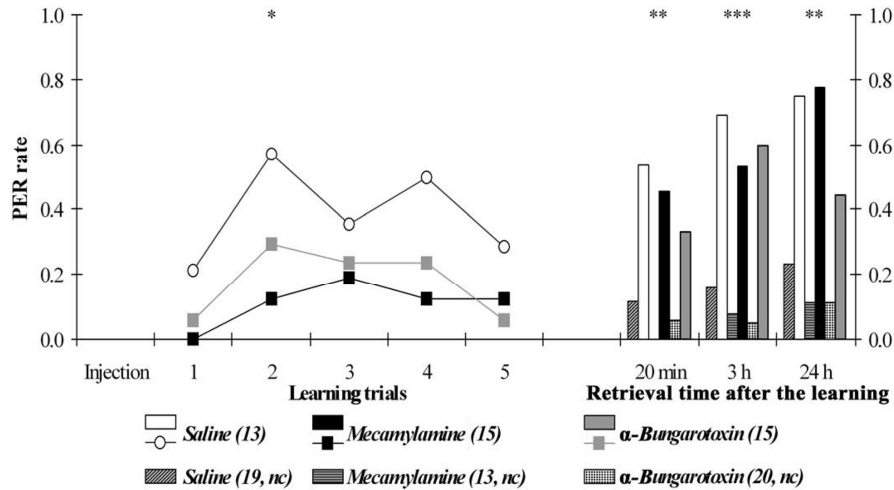 1.0 * ** *** ** 1.0
0.8 0.8
0.6 0.6
PER rate
0.4 0.4
0.2 0.2
0.0 0.0
Injection 1 2 3 4 5 20 min 3 h 24 h
Learning trials Retrieval time after the learning
Saline (13) Mecamylamine (15) α-Bungarotoxin (15)
Saline (19, nc) Mecamylamine (13, nc) α-Bungarotoxin (20, nc)